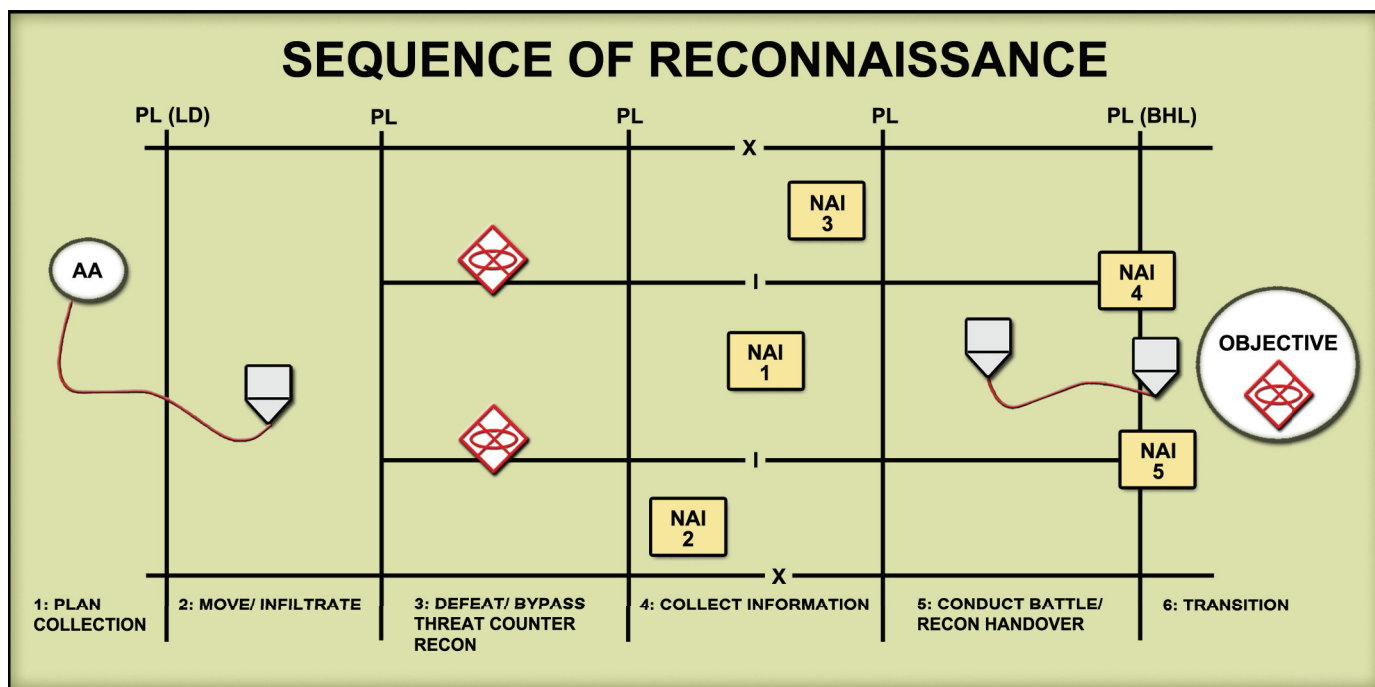 SEQUENCE OF RECONNAISSANCE
PL (LD)
PL
PL
PL
PL (BHL)
X
NAI
3
AA
I
NAI
4
NAI
1
OBJECTIVE
I
NAI
5
NAI
2
X
1: PLAN
COLLECTION
2: MOVE/ INFILTRATE
3: DEFEAT/ BYPASS
THREAT COUNTER
RECON
4: COLLECT INFORMATION
5: CONDUCT BATTLE/
RECON HANDOVER
6: TRANSITION